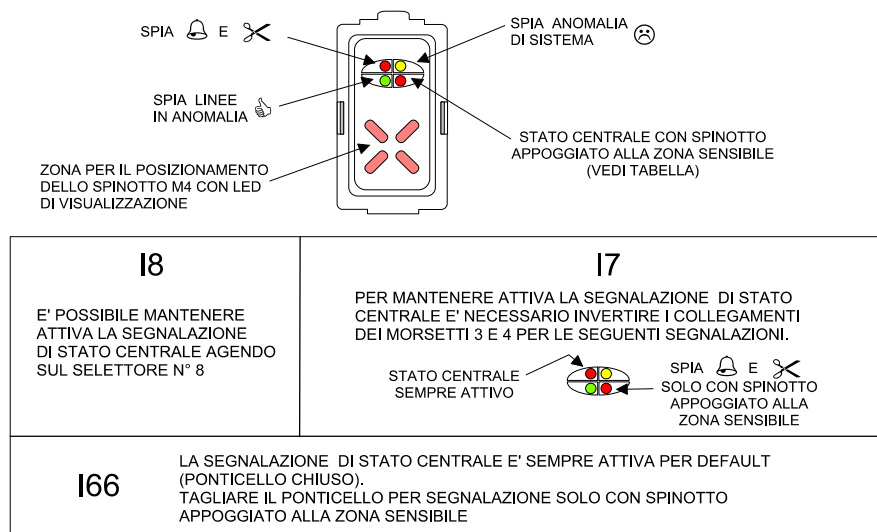 SPIA E
SPIA ANOMALIA
DI SISTEMA
SPIA LINEE
IN ANOMALIA
STATO CENTRALE CON SPINOTTO
APPOGGIATO ALLA ZONA SENSIBILE
(VEDI TABELLA)
ZONA PER IL POSIZIONAMENTO
DELLO SPINOTTO M4 CON LED
DI VISUALIZZAZIONE
I8
E' POSSIBILE MANTENERE
ATTIVA LA SEGNALAZIONE
DI STATO CENTRALE AGENDO
SUL SELETTORE N° 8
I7
PER MANTENERE ATTIVA LA SEGNALAZIONE DI STATO
CENTRALE E' NECESSARIO INVERTIRE I COLLEGAMENTI
DEI MORSETTI 3 E 4 PER LE SEGUENTI SEGNALAZIONI.
STATO CENTRALE
SEMPRE ATTIVO
SPIA E
SOLO CON SPINOTTO
APPOGGIATO ALLA
ZONA SENSIBILE
I66
LA SEGNALAZIONE DI STATO CENTRALE E' SEMPRE ATTIVA PER DEFAULT
(PONTICELLO CHIUSO).
TAGLIARE IL PONTICELLO PER SEGNALAZIONE SOLO CON SPINOTTO
APPOGGIATO ALLA ZONA SENSIBILE